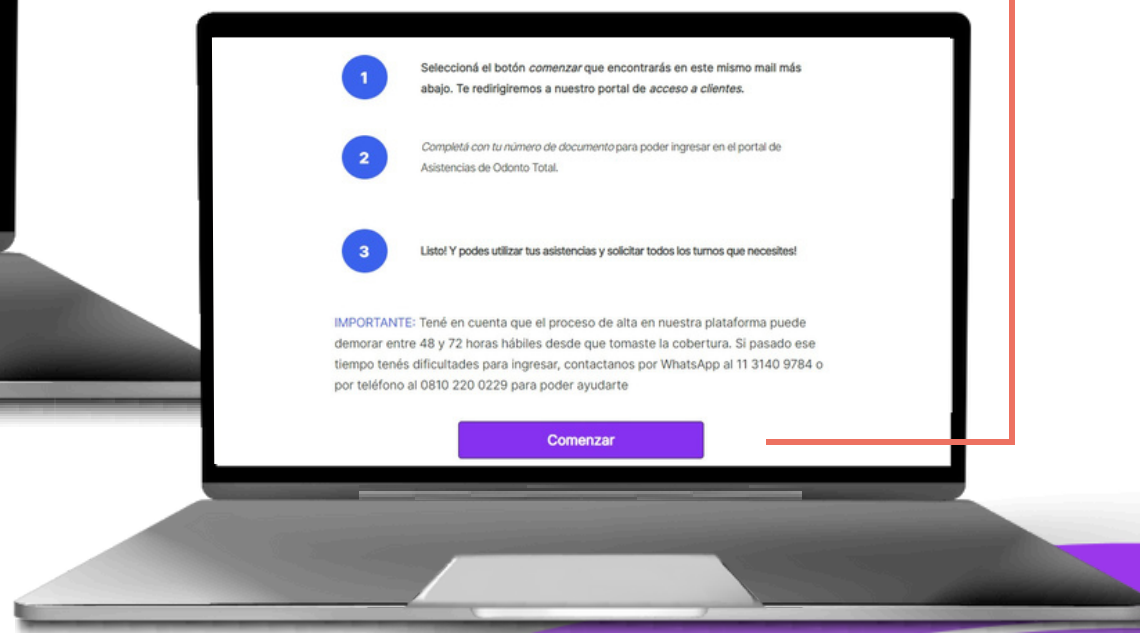 1
Seleccioná el botón comenzar que encontrarás en este mismo mail más
abajo. Te redirigiremos a nuestro portal de acceso a clientes.
2
Completá con tu número de documento para poder ingresar en el portal de
Asistencias de Odonto Total.
3
Listo! Y podes utilizar tus asistencias y solicitar todos los turnos que necesites!
IMPORTANTE: Tené en cuenta que el proceso de alta en nuestra plataforma puede
demorar entre 48 y 72 horas hábiles desde que tomaste la cobertura. Si pasado ese
tiempo tenés dificultades para ingresar, contactanos por WhatsApp al 11 3140 9784 o
por teléfono al 0810 220 0229 para poder ayudarte
Comenzar